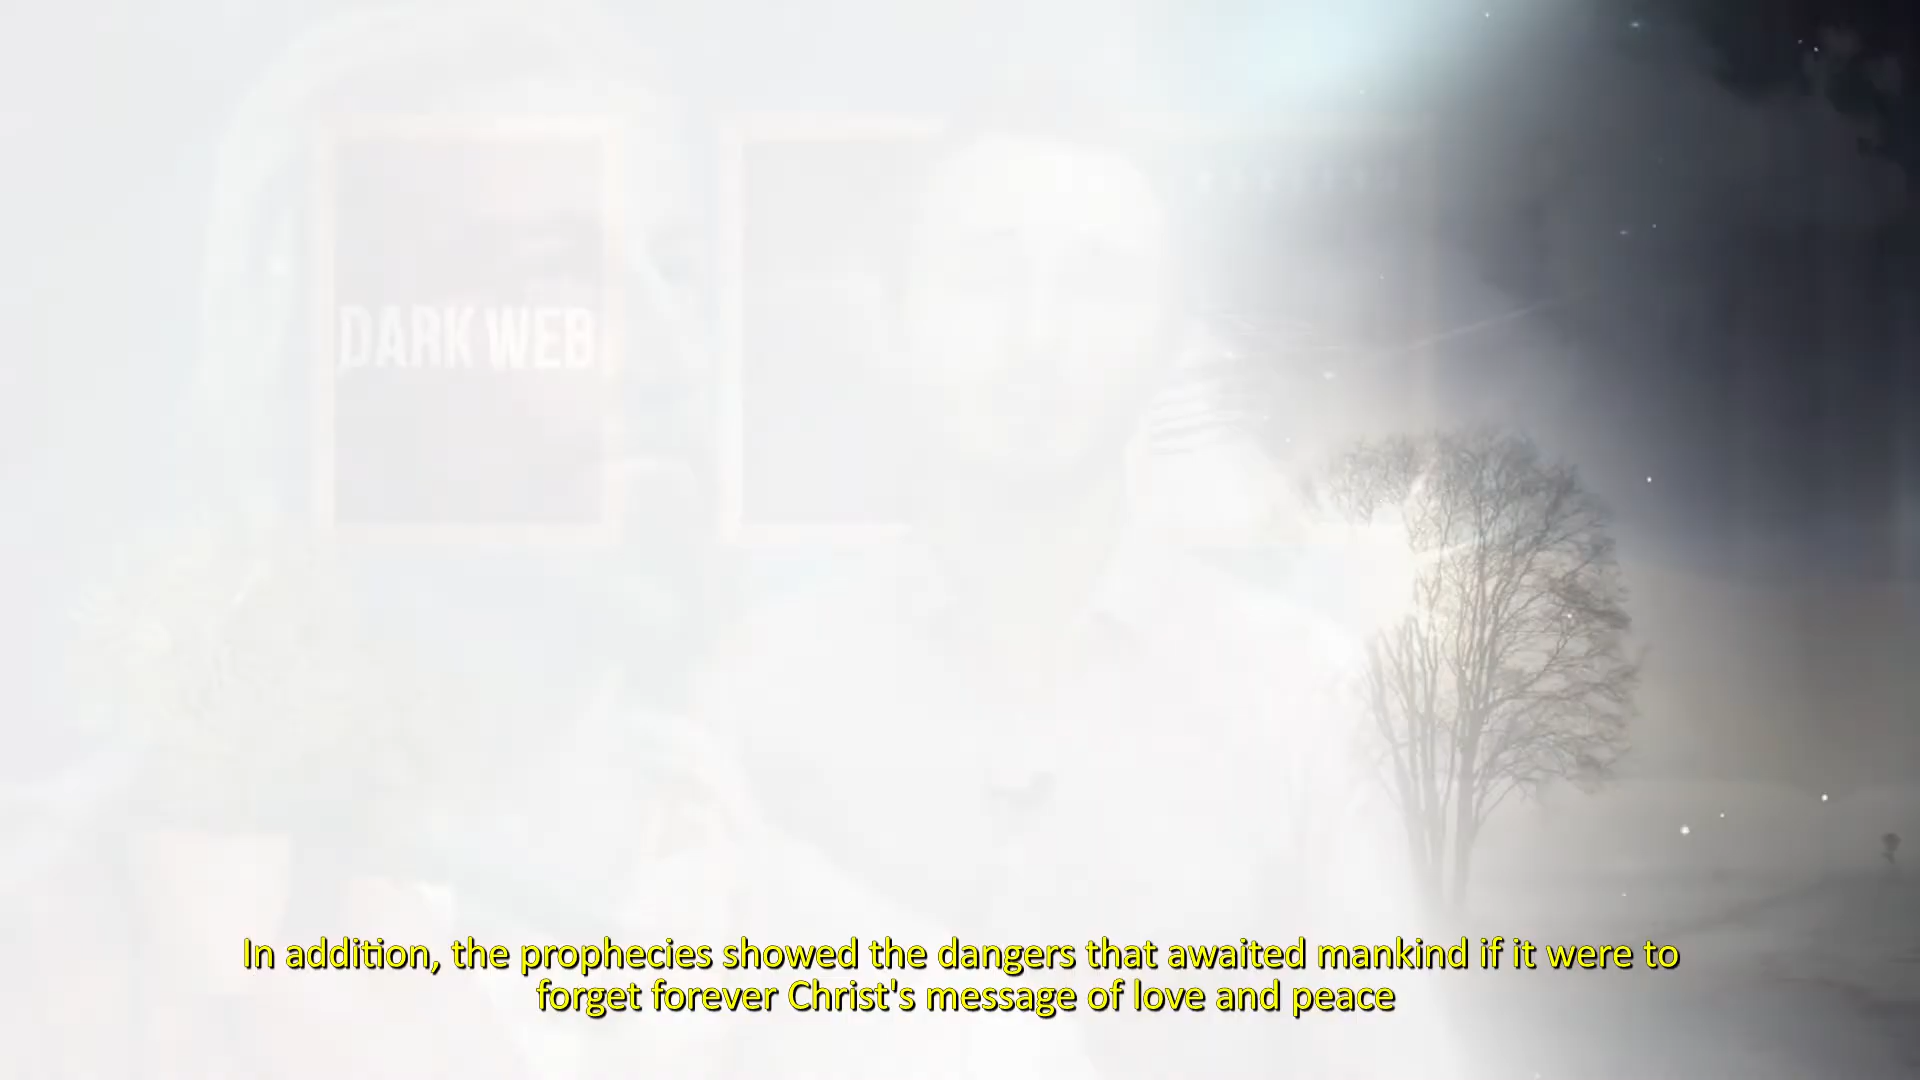 DARK WEB
In addition, the prophecies showed the dangers that awaited mankind if it were to
forget forever Christ's message of love and peace